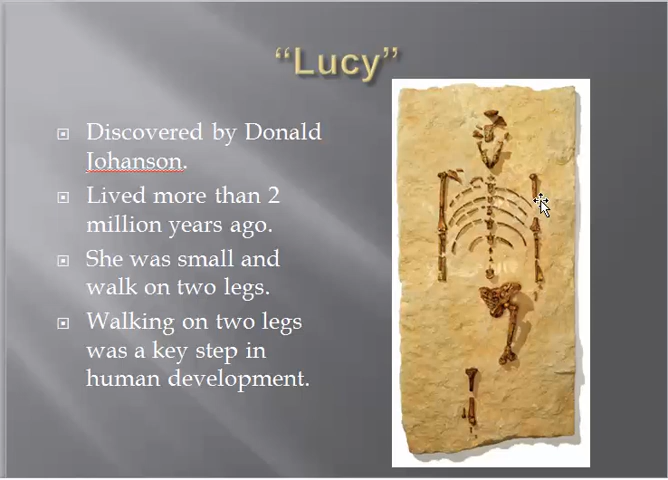 “Lucy”
Discovered by Donald
Johanson.
Lived more than 2
million years ago.
She was small and
walk on two legs.
Walking on two legs
was a key step in
human development.